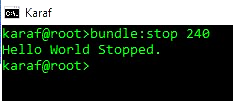 Karaf
karaf@root>bundle:stop 240
Hello World Stopped.
karaf@root>